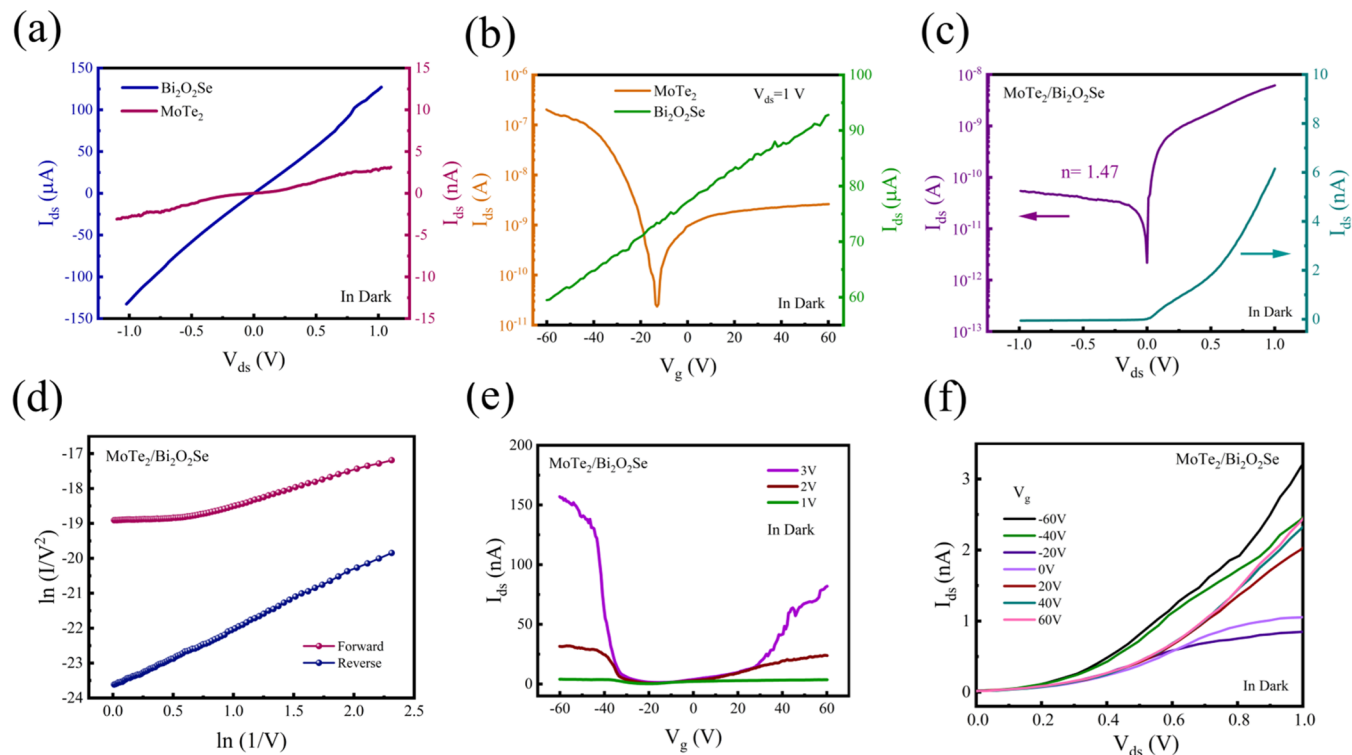 (a)
150
100
50
0
-50
-100
-150
I_ds (μA)
Bi₂O₂Se
MoTe₂
In Dark
15
10
5
0
-5
-10
-15
I_ds (nA)
-1.0
-0.5
0.0
0.5
1.0
V_ds (V)
(b)
10⁻⁶
10⁻⁷
10⁻⁸
10⁻⁹
10⁻¹⁰
10⁻¹¹
I_ds (A)
MoTe₂
Bi₂O₂Se
V_ds=1 V
In Dark
100
90
80
70
60
I_ds (μA)
-60
-40
-20
0
20
40
60
V_g (V)
(c)
10⁻⁸
10⁻⁹
10⁻¹⁰
10⁻¹¹
10⁻¹²
10⁻¹³
I_ds (A)
MoTe₂/Bi₂O₂Se
n= 1.47
In Dark
10
8
6
4
2
0
I_ds (nA)
-1.0
-0.5
0.0
0.5
1.0
V_ds (V)
(d)
-17
-18
-19
-20
-21
-22
-23
-24
ln (I/V²)
MoTe₂/Bi₂O₂Se
Forward
Reverse
0.0
0.5
1.0
1.5
2.0
2.5
ln (1/V)
(e)
200
150
100
50
0
I_ds (nA)
MoTe₂/Bi₂O₂Se
3V
2V
1V
In Dark
-60
-40
-20
0
20
40
60
V_g (V)
(f)
3
2
1
0
I_ds (nA)
MoTe₂/Bi₂O₂Se
V_g
-60V
-40V
-20V
0V
20V
40V
60V
In Dark
0.0
0.2
0.4
0.6
0.8
1.0
V_ds (V)